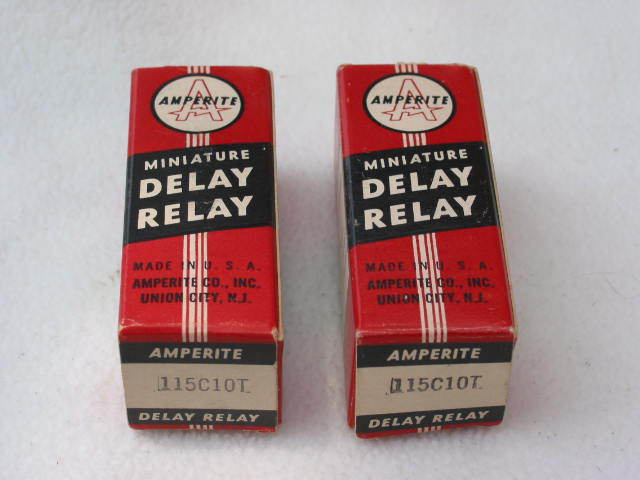 AMPERITE
MINIATURE
DELAY
RELAY
MADE IN U. S. A.
AMPERITE CO., INC.
UNION CITY, N.J.
AMPERITE
115C10T
DELAY RELAY
AMPERITE
MINIATURE
DELAY
RELAY
MADE IN U. S. A.
AMPERITE CO., INC.
UNION CITY, N.J.
AMPERITE
115C10T
DELAY RELAY